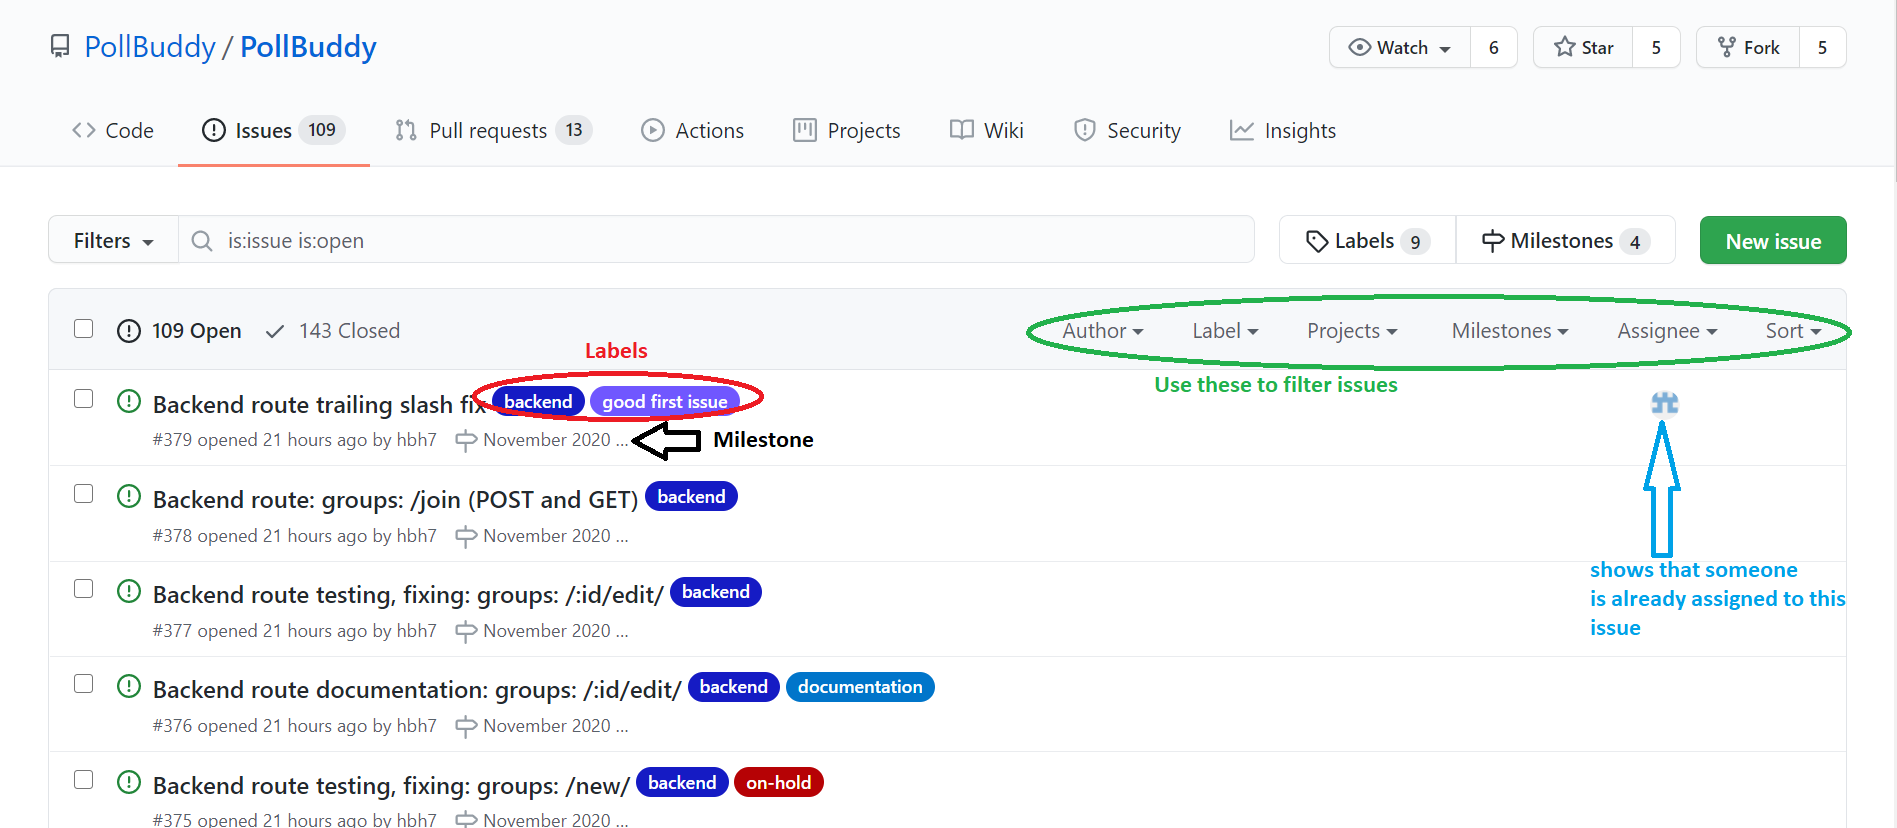 PollBuddy / PollBuddy
Watch 6 Star 5 Fork 5
Code Issues 109 Pull requests 13 Actions Projects Wiki Security Insights
Filters is:issue is:open Labels 9 Milestones 4 New issue
109 Open 143 Closed Author Label Projects Milestones Assignee Sort
Labels
Use these to filter issues
Backend route trailing slash fix backend good first issue
#379 opened 21 hours ago by hbh7 November 2020 ... Milestone
Backend route: groups: /join (POST and GET) backend
#378 opened 21 hours ago by hbh7 November 2020 ...
shows that someone
is already assigned to this
issue
Backend route testing, fixing: groups: /:id/edit/ backend
#377 opened 21 hours ago by hbh7 November 2020 ...
Backend route documentation: groups: /:id/edit/ backend documentation
#376 opened 21 hours ago by hbh7 November 2020 ...
Backend route testing, fixing: groups: /new/ backend on-hold
#375 opened 21 hours ago by hbh7 November 2020 ...